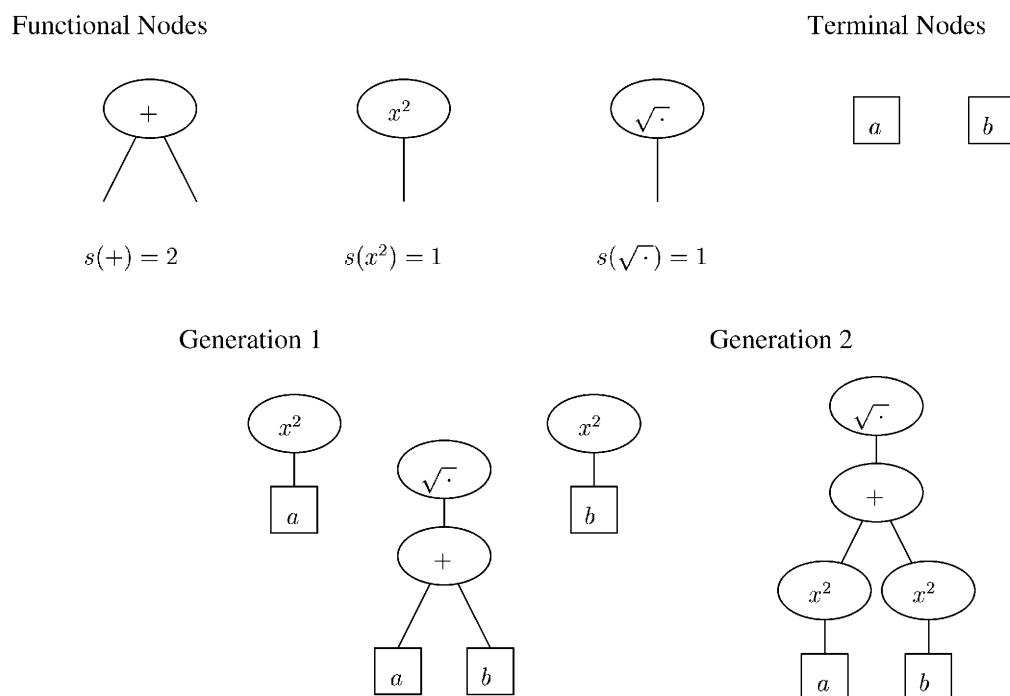 Functional Nodes
Terminal Nodes
+
x²
√·
a
b
s(+) = 2
s(x²) = 1
s(√·) = 1
Generation 1
Generation 2
x²
a
√·
+
a
b
x²
b
√·
+
x²
x²
a
b